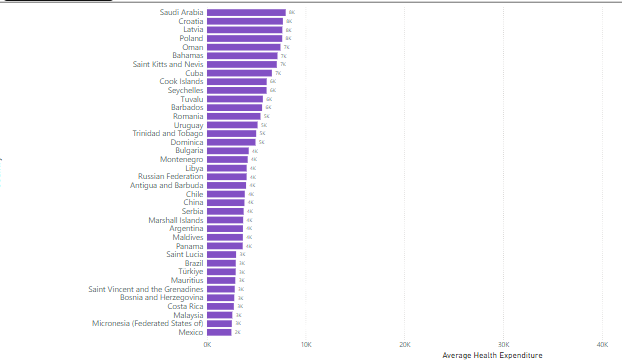 Saudi Arabia 8K
Croatia 8K
Latvia 8K
Poland 8K
Oman 7K
Bahamas 7K
Saint Kitts and Nevis 7K
Cuba 7K
Cook Islands 6K
Seychelles 6K
Tuvalu 6K
Barbados 6K
Romania 5K
Uruguay 5K
Trinidad and Tobago 5K
Dominica 5K
Bulgaria 4K
Montenegro 4K
Libya 4K
Russian Federation 4K
Antigua and Barbuda 4K
Chile 4K
China 4K
Serbia 4K
Marshall Islands 4K
Argentina 4K
Maldives 4K
Panama 4K
Saint Lucia 3K
Brazil 3K
Türkiye 3K
Mauritius 3K
Saint Vincent and the Grenadines 3K
Bosnia and Herzegovina 3K
Costa Rica 3K
Malaysia 3K
Micronesia (Federated States of) 3K
Mexico 2K
0K 10K 20K 30K 40K
Average Health Expenditure